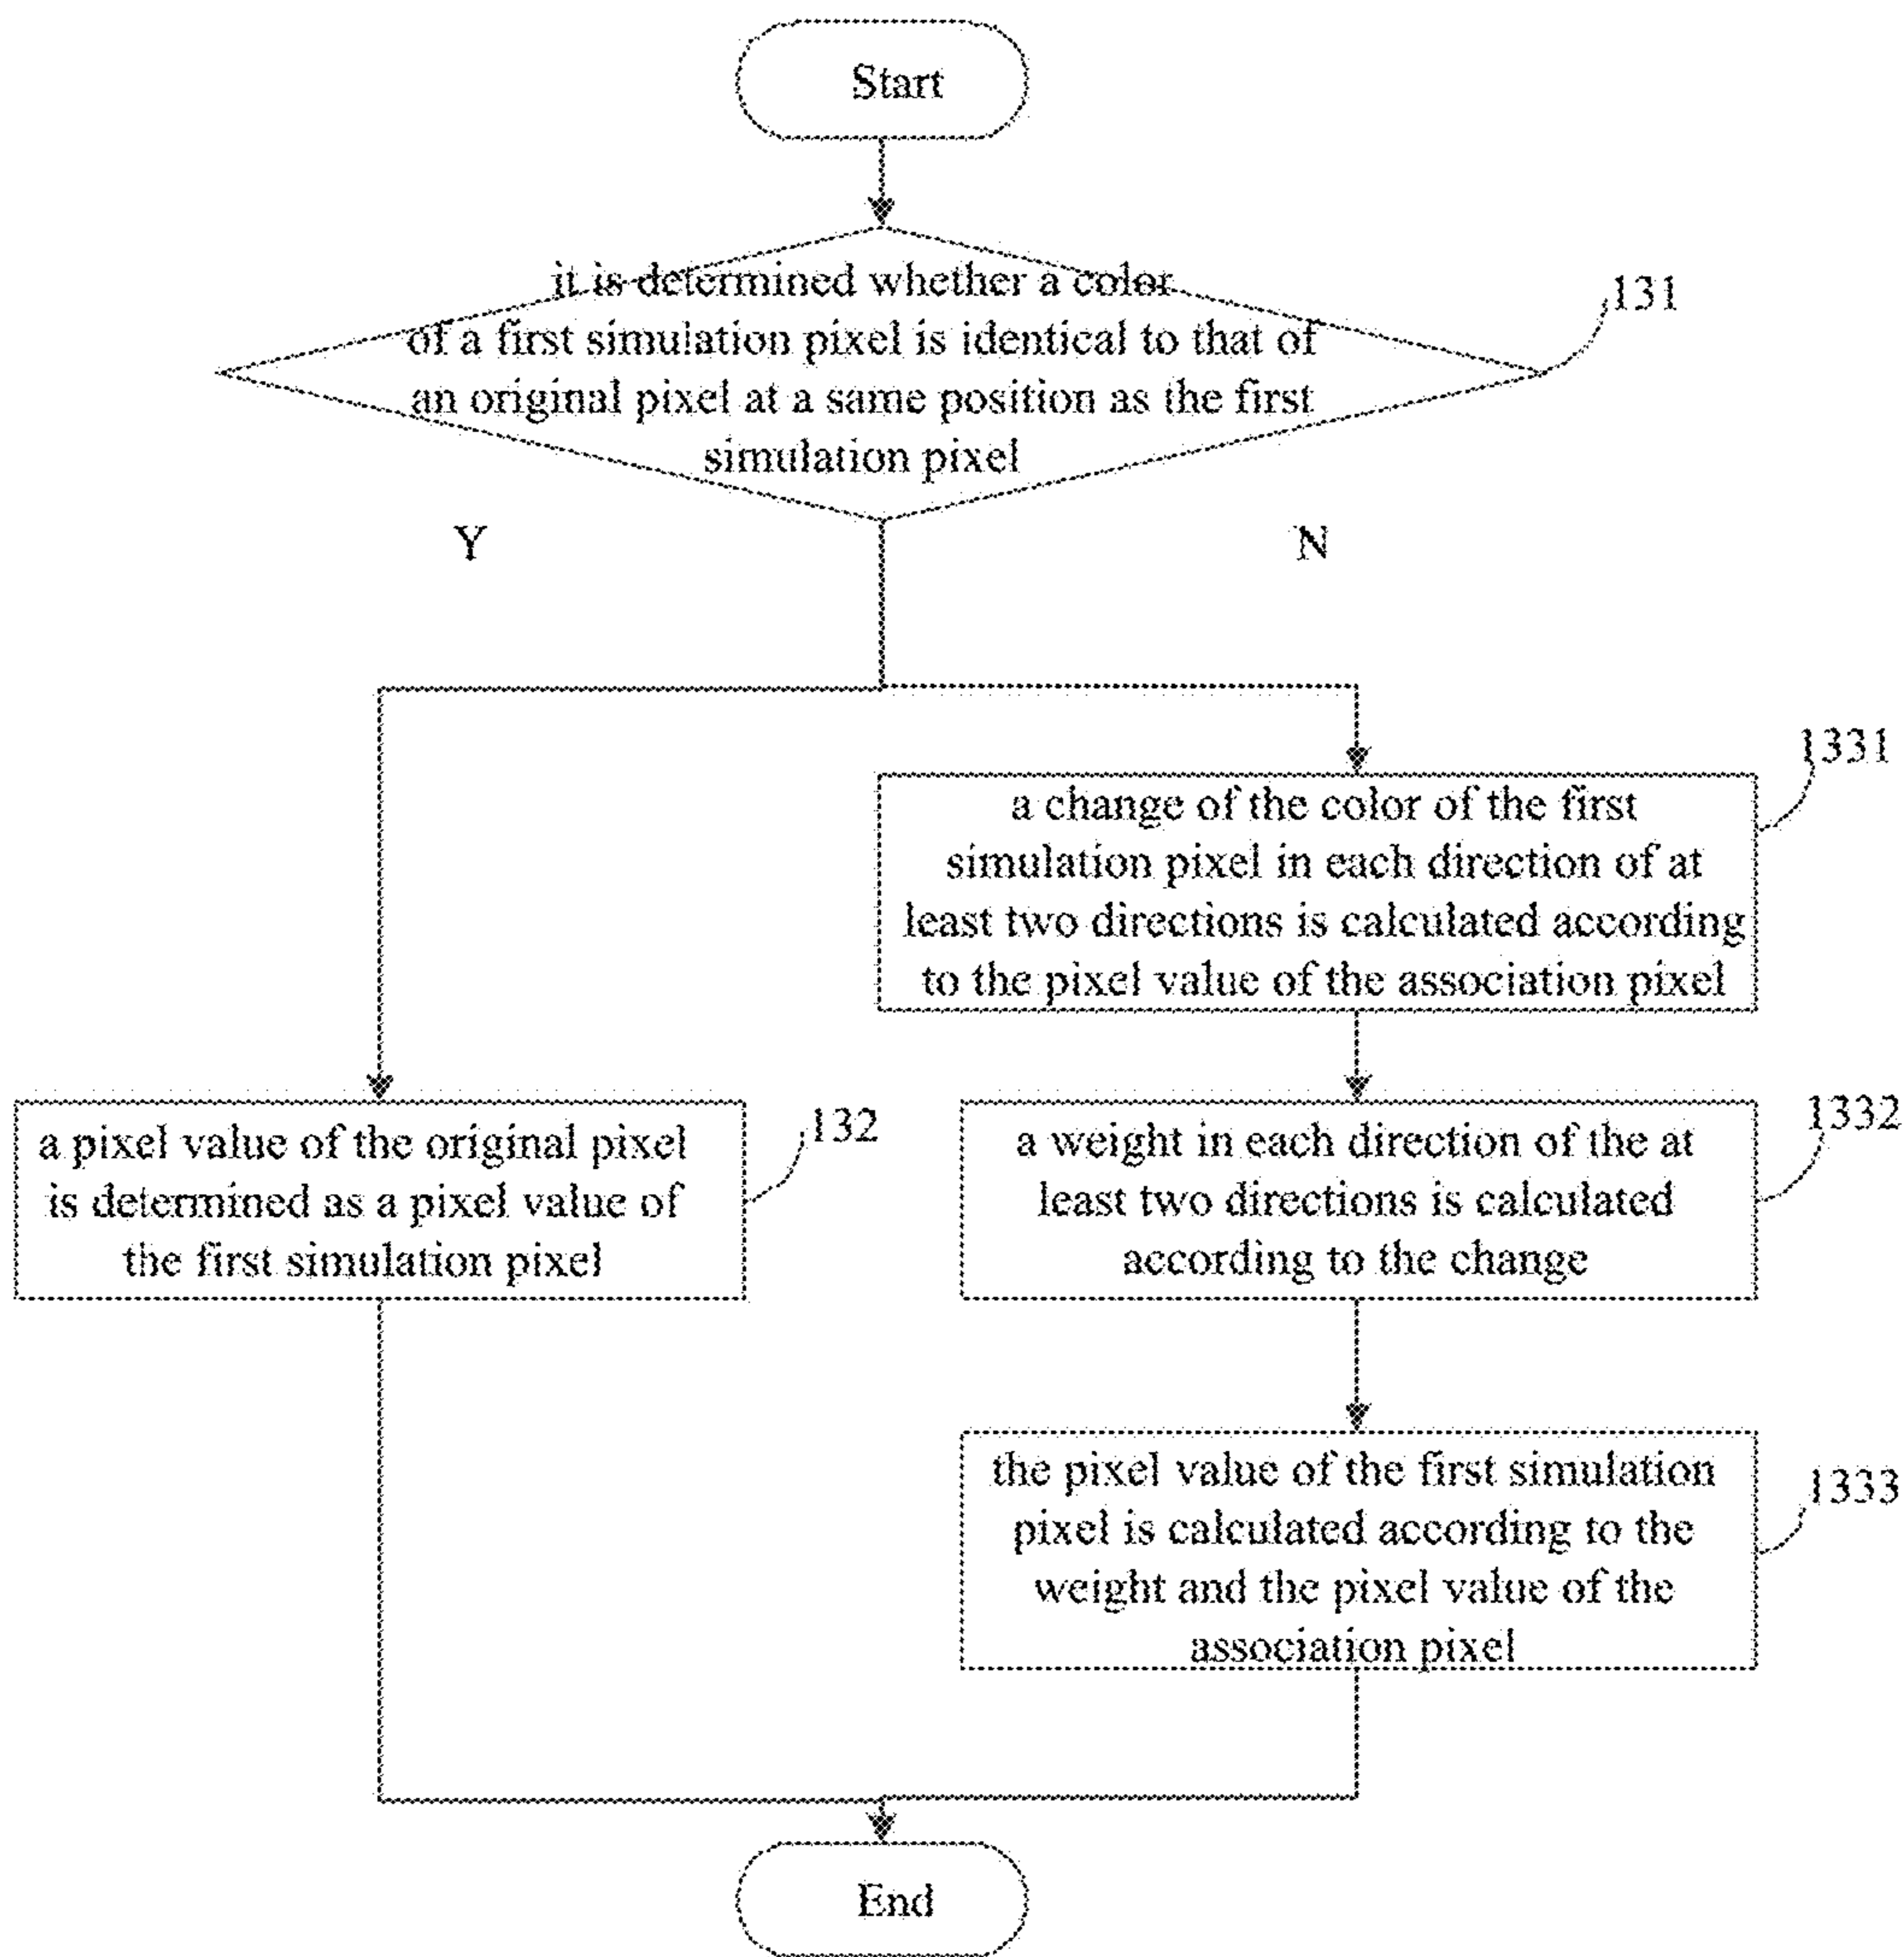 Start
it is determined whether a color
of a first simulation pixel is identical to that of
an original pixel at a same position as the first
simulation pixel
131
Y
N
1331
a change of the color of the first
simulation pixel in each direction of at
least two directions is calculated according
to the pixel value of the association pixel
a pixel value of the original pixel
is determined as a pixel value of
the first simulation pixel
132
1332
a weight in each direction of the at
least two directions is calculated
according to the change
the pixel value of the first simulation
pixel is calculated according to the
weight and the pixel value of the
association pixel
1333
End